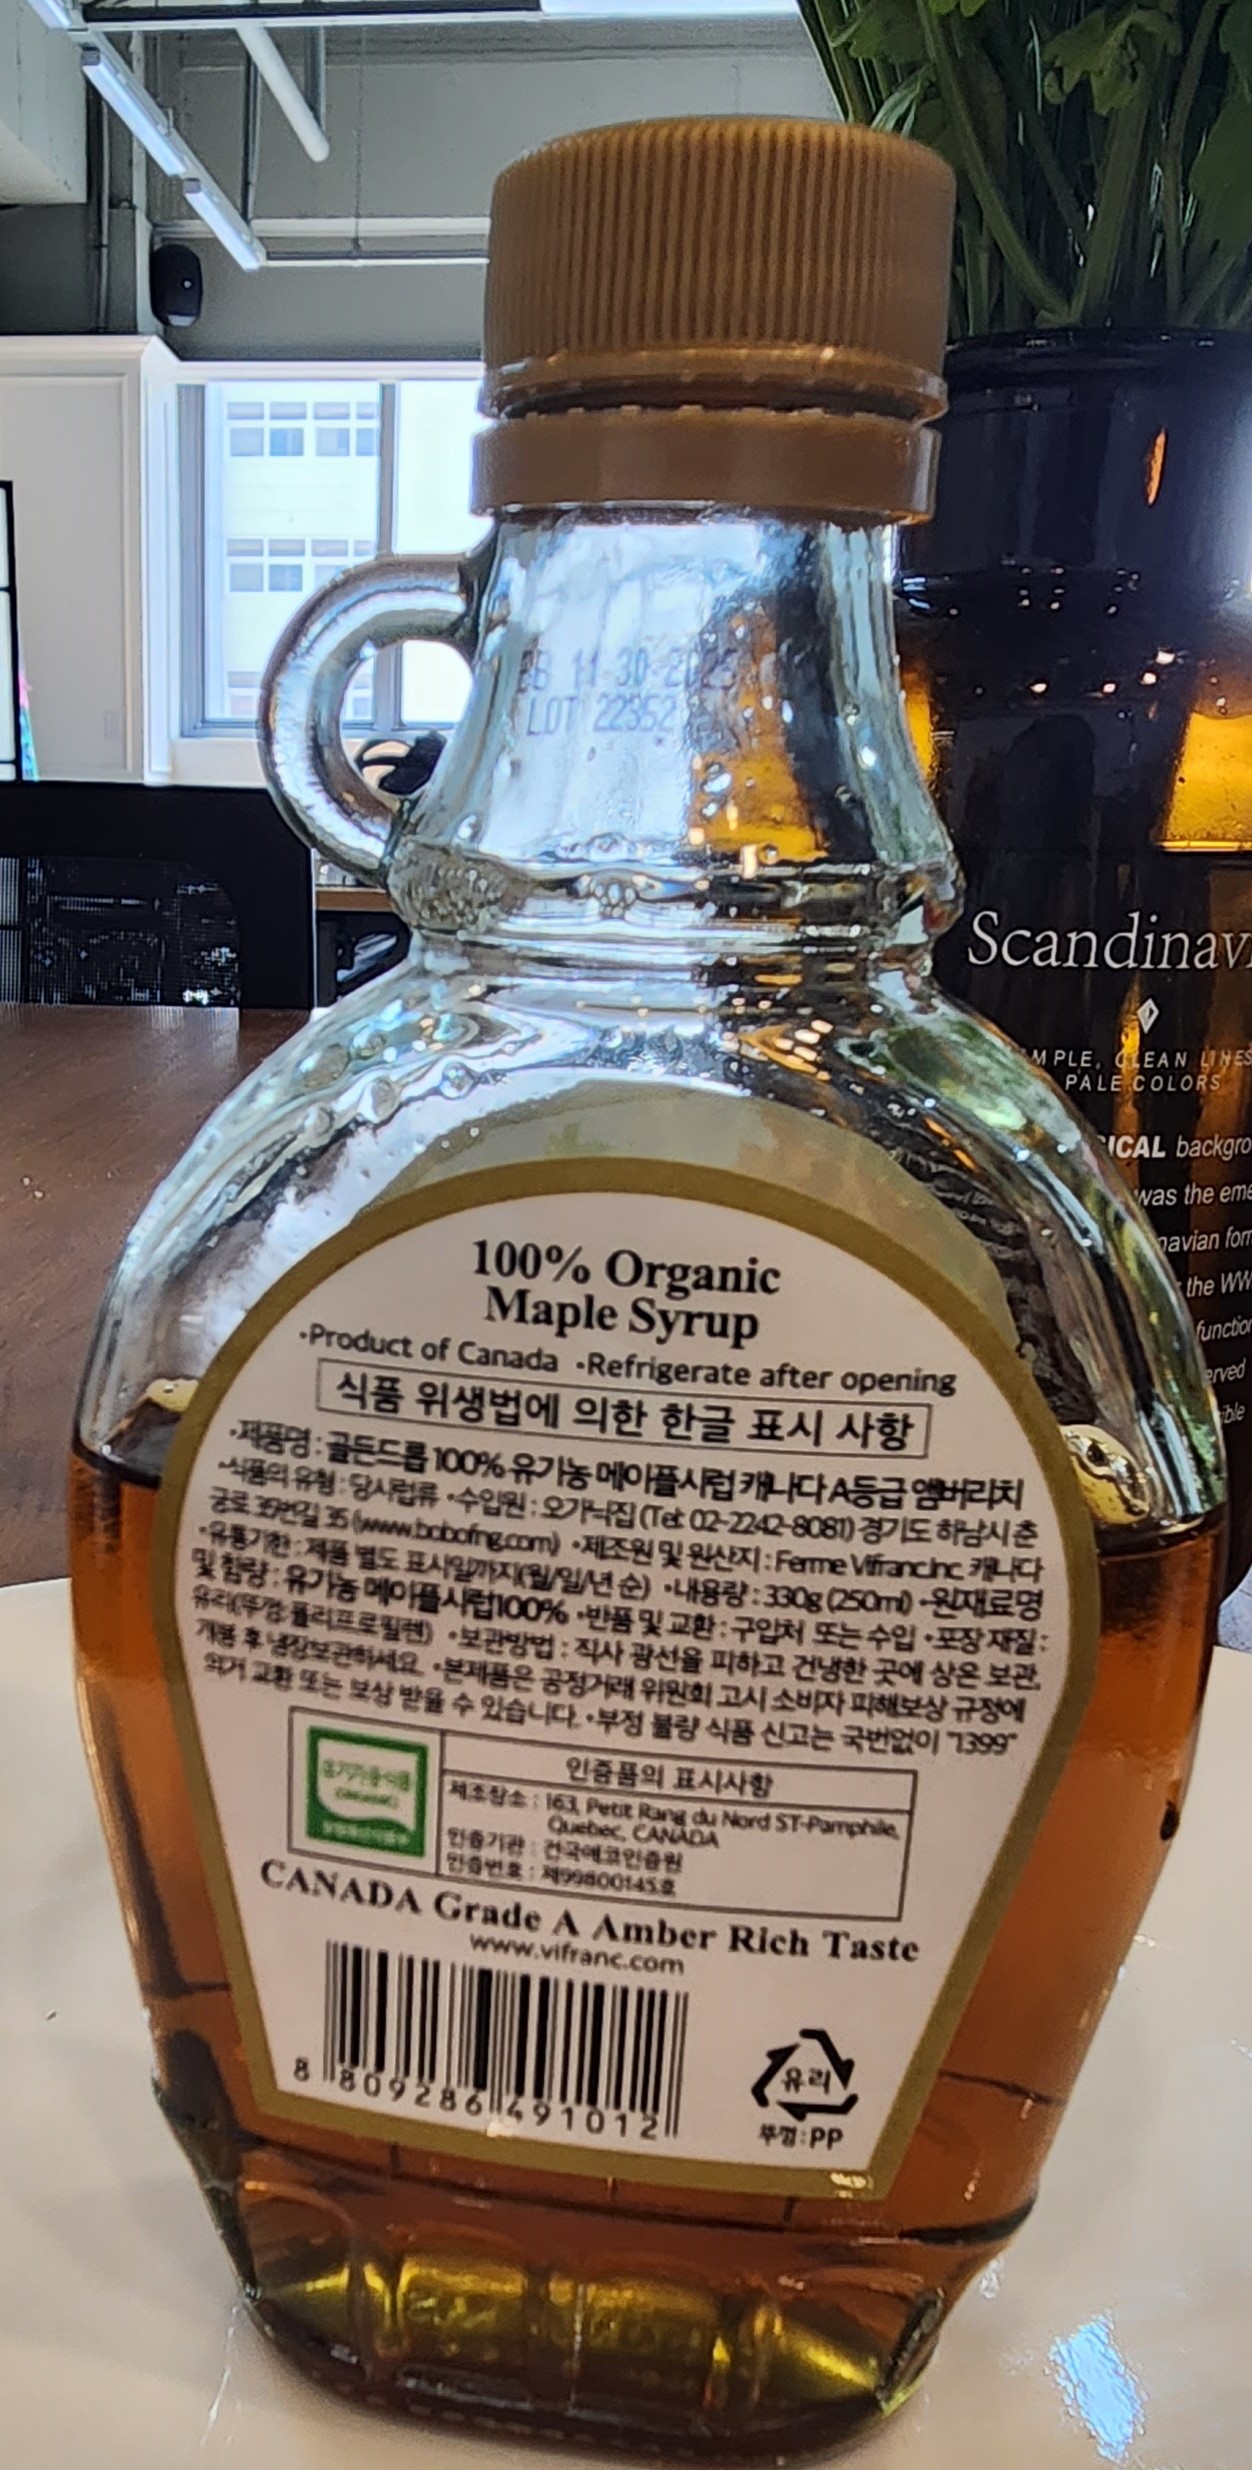 BB 11-30-2025
LOT 22352
Scandinavi
MPLE, CLEAN LINES
PALE COLORS
ICAL backgro
was the eme
navian form
the WW
function
erved
ible
100% Organic
Maple Syrup
•Product of Canada •Refrigerate after opening
식품 위생법에 의한 한글 표시 사항
•제품명 : 골든드롭 100% 유기농 메이플시럽 캐나다 A등급 앰버리치
•식품의 유형 : 당시럽류 •수입원 : 오가닉집 (Tel: 02-2242-8081) 경기도 하남시 춘
궁로 39번길 35 (www.bobofng.com) •제조원 및 원산지 : Ferme Vifranc.inc 캐나다
•유통기한 : 제품 별도 표시일까지(월/일/년 순) •내용량 : 330g (250ml) •원재료명
및 함량 : 유기농 메이플시럽100% •반품 및 교환 : 구입처 또는 수입 •포장 재질 :
유리(뚜껑:폴리프로필렌) •보관방법 : 직사 광선을 피하고 건냉한 곳에 상온 보관,
개봉 후 냉장보관하세요. •본제품은 공정거래 위원회 고시 소비자 피해보상 규정에
의거 교환 또는 보상 받을 수 있습니다. •부정 불량 식품 신고는 국번없이 "1399"
유기가공식품
ORGANIC
농림축산식품부
인증품의 표시사항
제조장소 : 163, Petit Rang du Nord ST-Pamphile,
Quebec, CANADA
인증기관 : 건국에코인증원
인증번호 : 제99800145호
CANADA Grade A Amber Rich Taste
www.vifranc.com
8 809286 491012
유리
뚜껑:PP